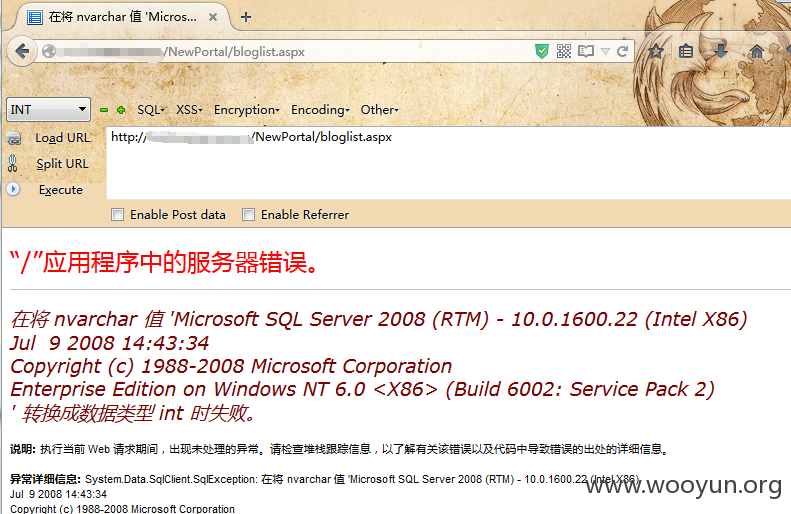 在将 nvarchar 值 'Micros...
/NewPortal/bloglist.aspx
INT SQL XSS Encryption Encoding Other
Load URL http:// /NewPortal/bloglist.aspx
Split URL
Execute
Enable Post data Enable Referrer
“/”应用程序中的服务器错误。
在将 nvarchar 值 'Microsoft SQL Server 2008 (RTM) - 10.0.1600.22 (Intel X86)
Jul 9 2008 14:43:34
Copyright (c) 1988-2008 Microsoft Corporation
Enterprise Edition on Windows NT 6.0 <X86> (Build 6002: Service Pack 2)
' 转换成数据类型 int 时失败。
说明: 执行当前 Web 请求期间，出现未处理的异常。请检查堆栈跟踪信息，以了解有关该错误以及代码中导致错误的出处的详细信息。
异常详细信息: System.Data.SqlClient.SqlException: 在将 nvarchar 值 'Microsoft SQL Server 2008 (RTM) - 10.0.1600.22 (Intel X86)
Jul 9 2008 14:43:34
Copyright (c) 1988-2008 Microsoft Corporation
www.wooyun.org